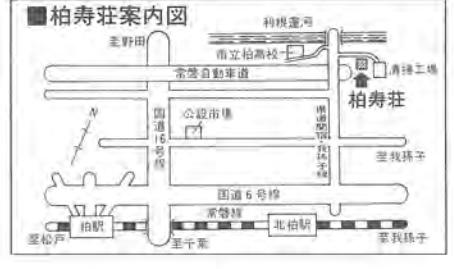 ■柏寿荘案内図
至野田
利根運河
市立柏高校
常磐自動車道
清掃工場
柏寿荘
N
国道16号線
公設市場
県道関宿・我孫子線
至我孫子
国道6号線
常磐線
柏駅
北柏駅
至松戸
至千葉
至我孫子